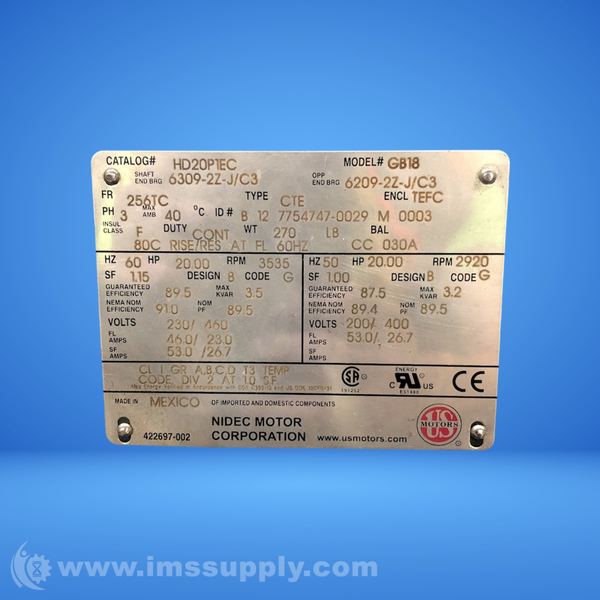 CATALOG# HD20P1EC MODEL# GB18
SHAFT END BRG 6309-2Z-J/C3 OPP END BRG 6209-2Z-J/C3
FR 256TC TYPE CTE ENCL TEFC
PH 3 MAX AMB 40 °C ID# B 12 7754747-0029 M 0003
INSUL CLASS F DUTY CONT WT 270 LB BAL
80C RISE/RES AT FL 60HZ CC 030A
HZ 60 HP 20.00 RPM 3535 HZ 50 HP 20.00 RPM 2920
SF 1.15 DESIGN B CODE G SF 1.00 DESIGN B CODE G
GUARANTEED EFFICIENCY 89.5 MAX KVAR 3.5 GUARANTEED EFFICIENCY 87.5 MAX KVAR 3.2
NEMA NOM EFFICIENCY 91.0 NOM PF 89.5 NEMA NOM EFFICIENCY 89.4 NOM PF 89.5
VOLTS 230/ 460 VOLTS 200/ 400
FL AMPS 46.0/ 23.0 FL AMPS 53.0/ 26.7
SF AMPS 53.0 /26.7 SF AMPS
CL I GR A,B,C,D T3 TEMP
CODE DIV 2 AT 1.0 S.F.
SA 191252 ENERGY C UR US CE
MADE IN MEXICO OF IMPORTED AND DOMESTIC COMPONENTS
422697-002 NIDEC MOTOR CORPORATION www.usmotors.com US MOTORS
www.imssupply.com